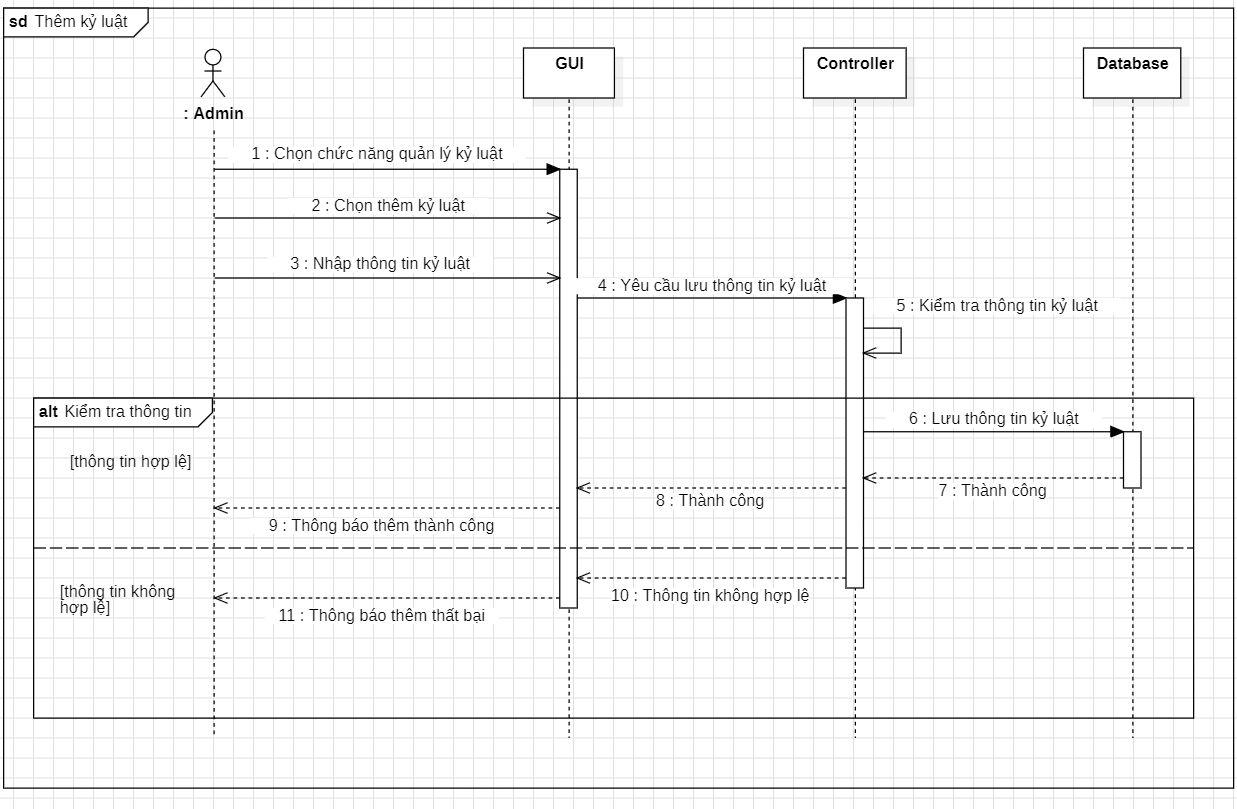 sd Thêm kỷ luật
: Admin
GUI
Controller
Database
1 : Chọn chức năng quản lý kỷ luật
2 : Chọn thêm kỷ luật
3 : Nhập thông tin kỷ luật
4 : Yêu cầu lưu thông tin kỷ luật
5 : Kiểm tra thông tin kỷ luật
alt Kiểm tra thông tin
6 : Lưu thông tin kỷ luật
[thông tin hợp lệ]
7 : Thành công
8 : Thành công
9 : Thông báo thêm thành công
[thông tin không
hợp lệ]
10 : Thông tin không hợp lệ
11 : Thông báo thêm thất bại